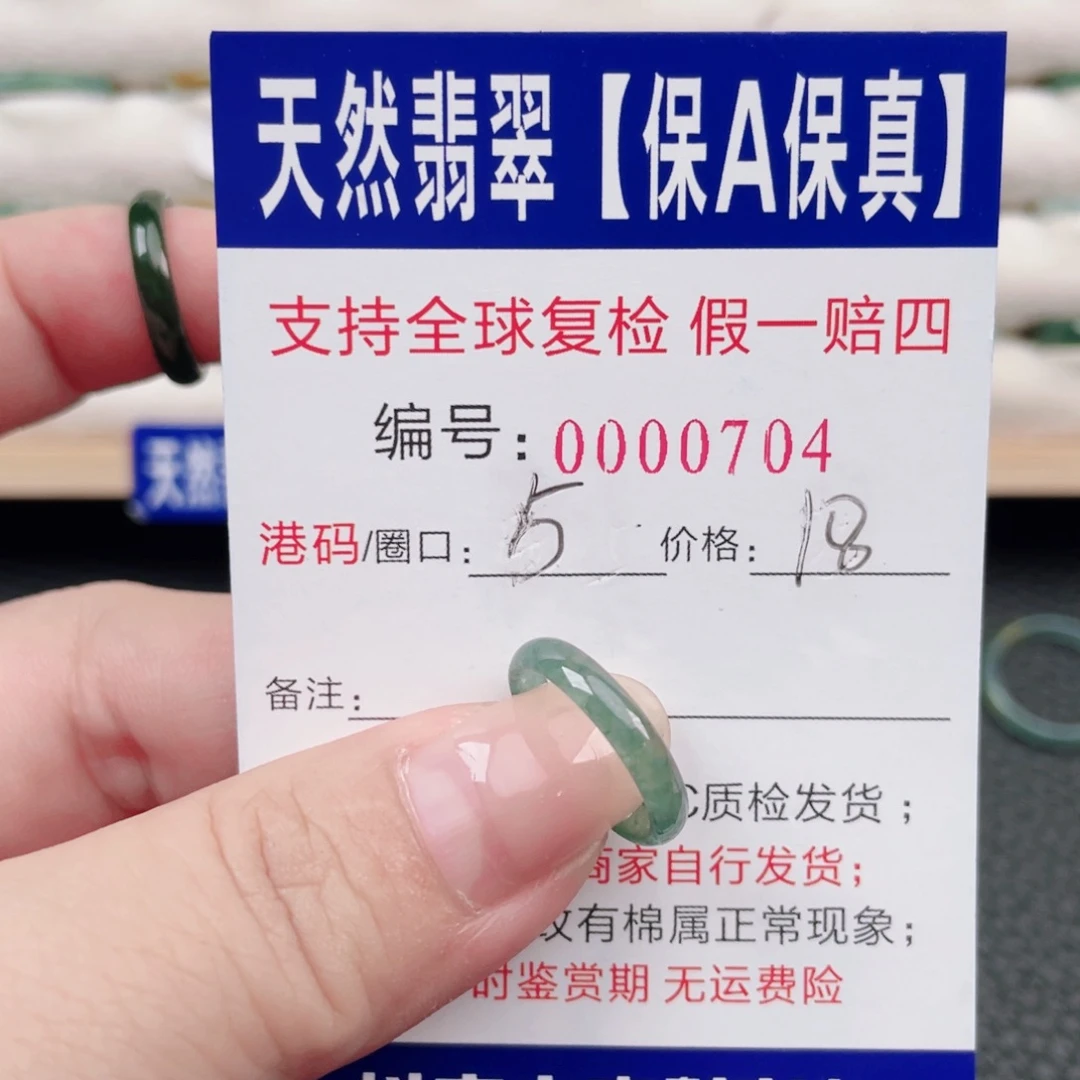 天然翡翠【保A保真】
支持全球复检 假一赔四
编号：0000704
港码/圈口：5 价格：18
备注：
C质检发货；
商家自行发货；
纹有棉属正常现象；
时鉴赏期 无运费险
天然